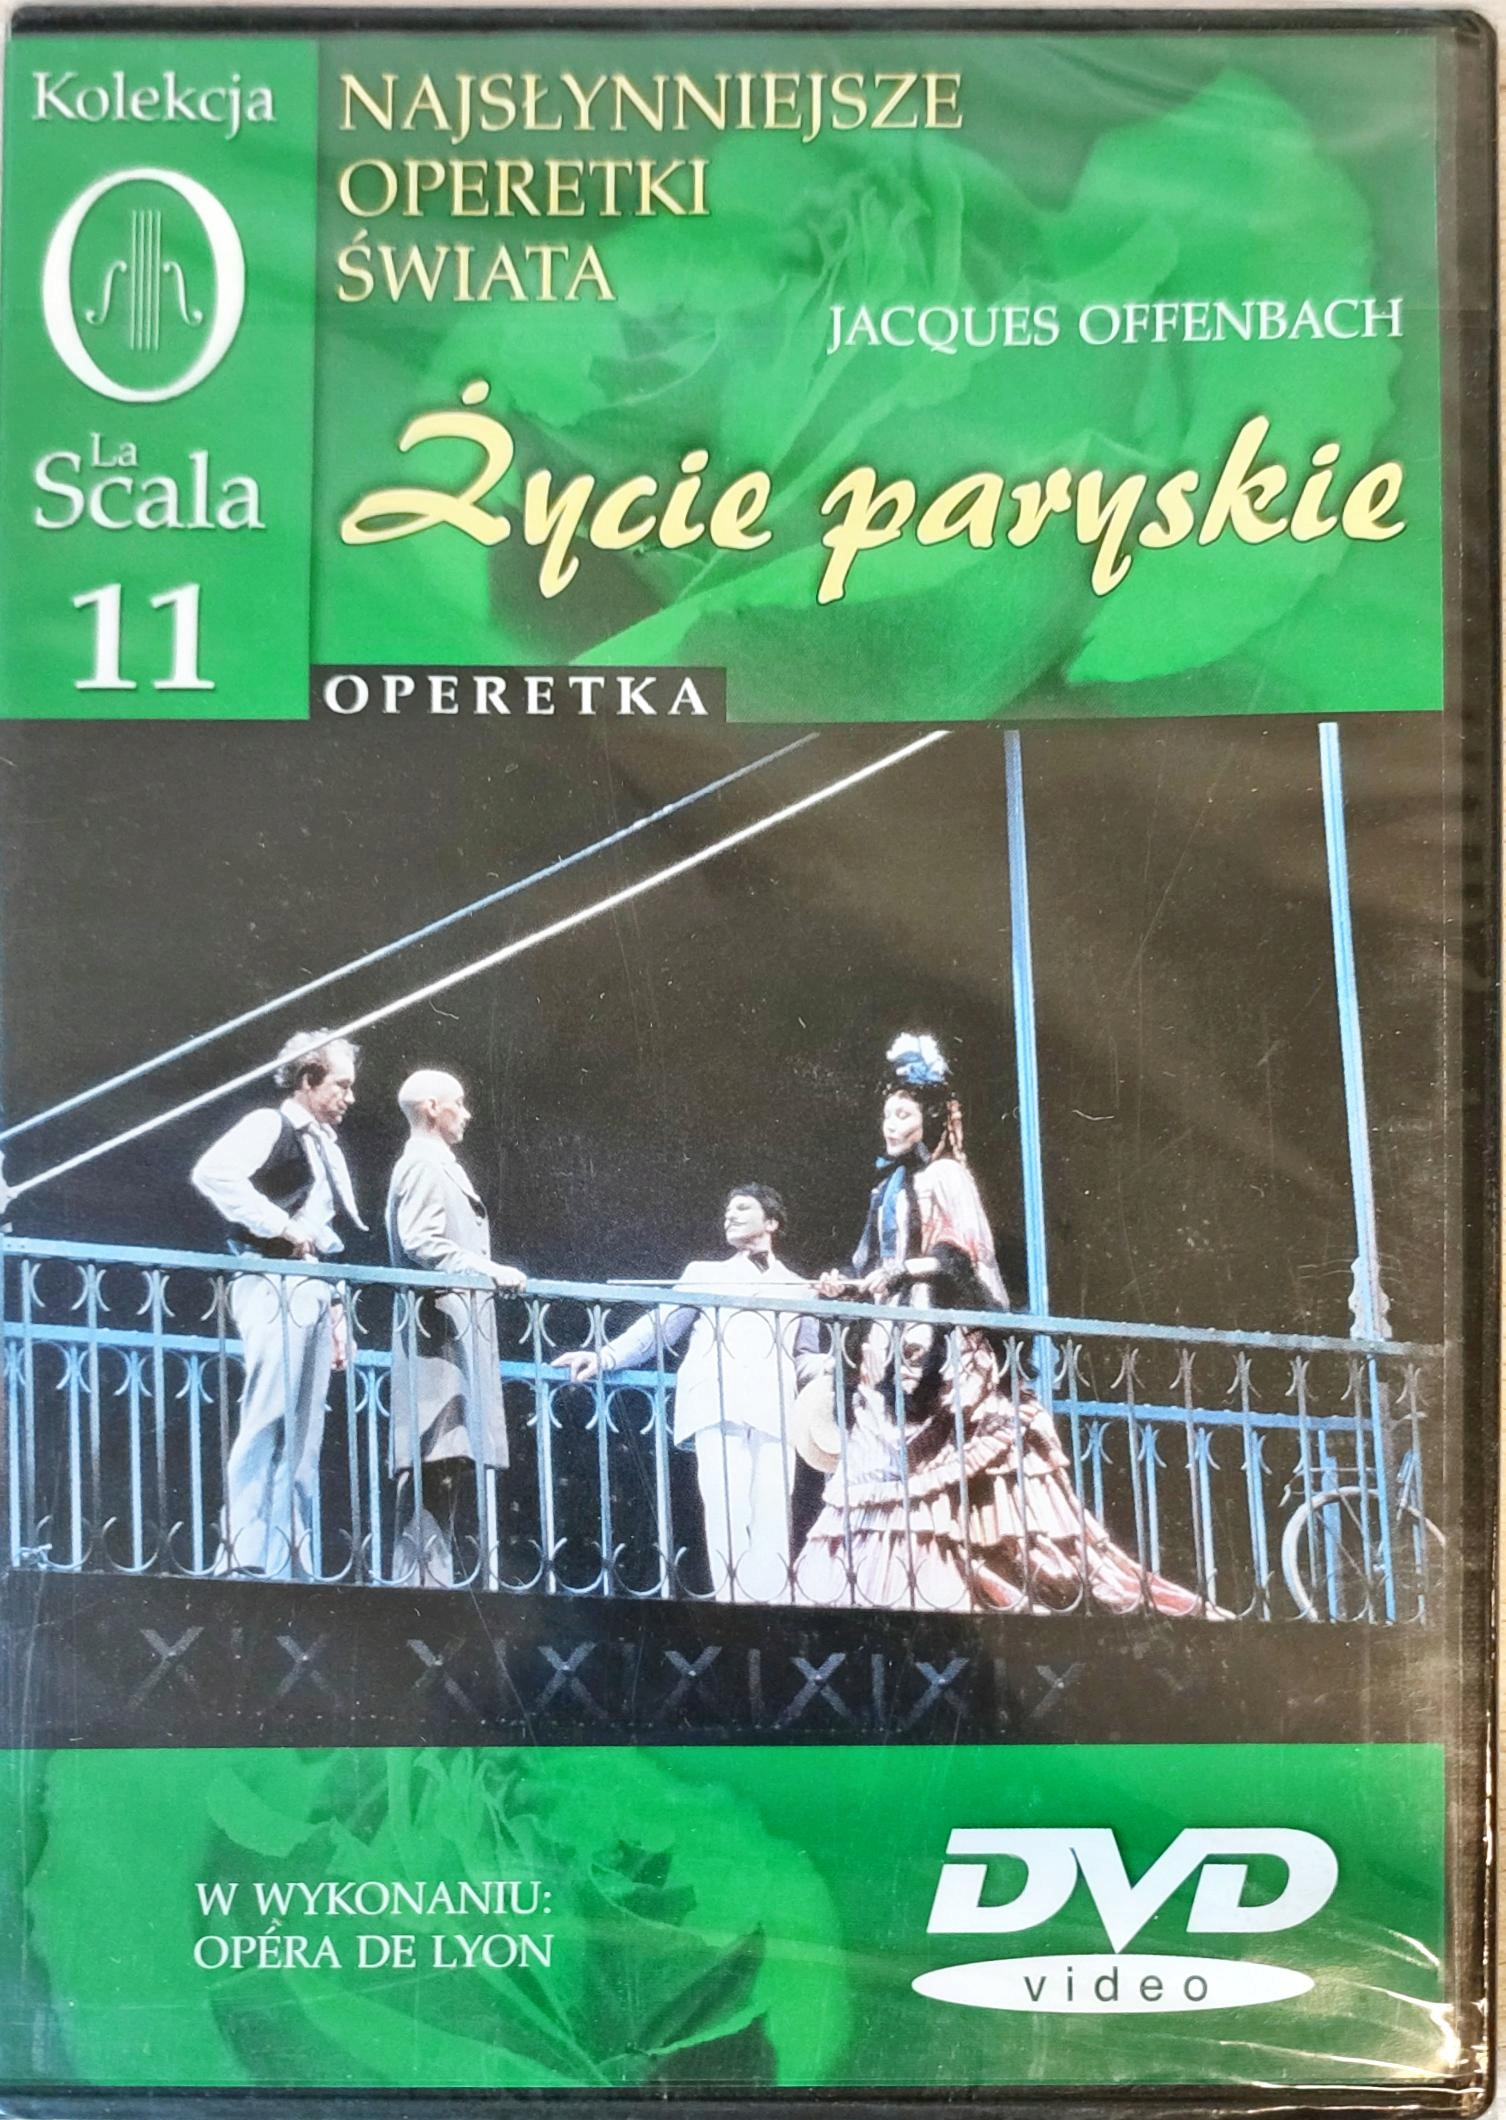 Kolekcja
La
Scala
11
NAJSŁYNNIEJSZE
OPERETKI
ŚWIATA
JACQUES OFFENBACH
Życie paryskie
OPERETKA
W WYKONANIU:
OPÉRA DE LYON
DVD
video